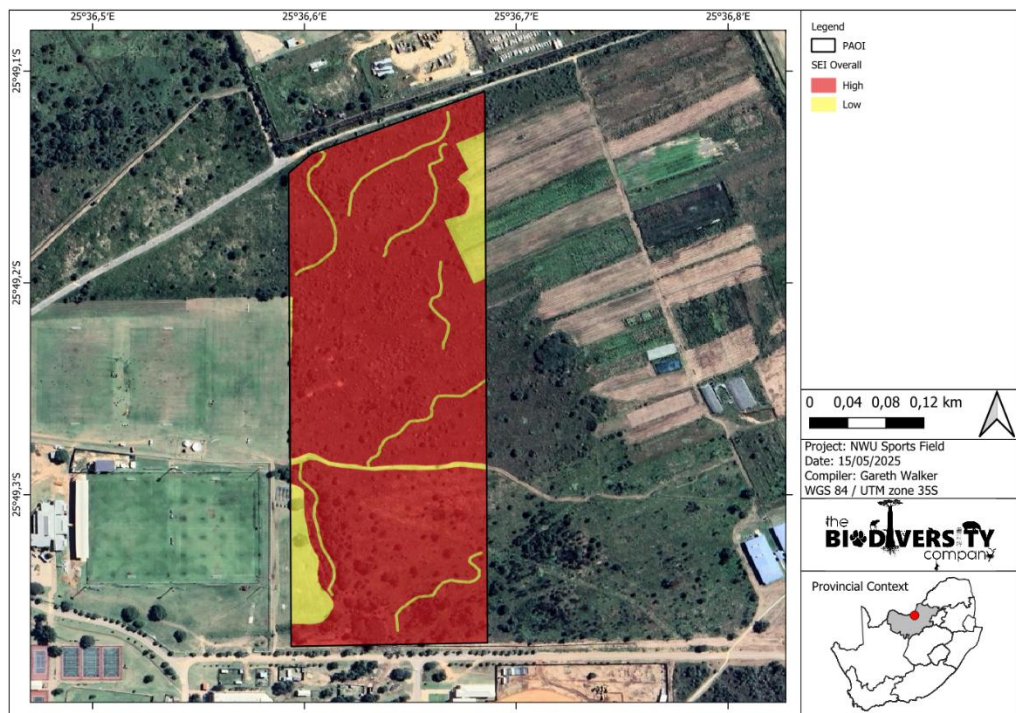 25°36,5'
25°36,6'
25°36,7'
25°36,8'
25°49,1'S
25°49,2'S
25°49,3'S
Legend
PAOI
SEI Overall
High
Low
0 0,04 0,08 0,12 km
Project: NWU Sports Field
Date: 15/05/2025
Compiler: Gareth Walker
WGS 84 / UTM zone 35S
the
BIODIVERSITY
company
Provincial Context